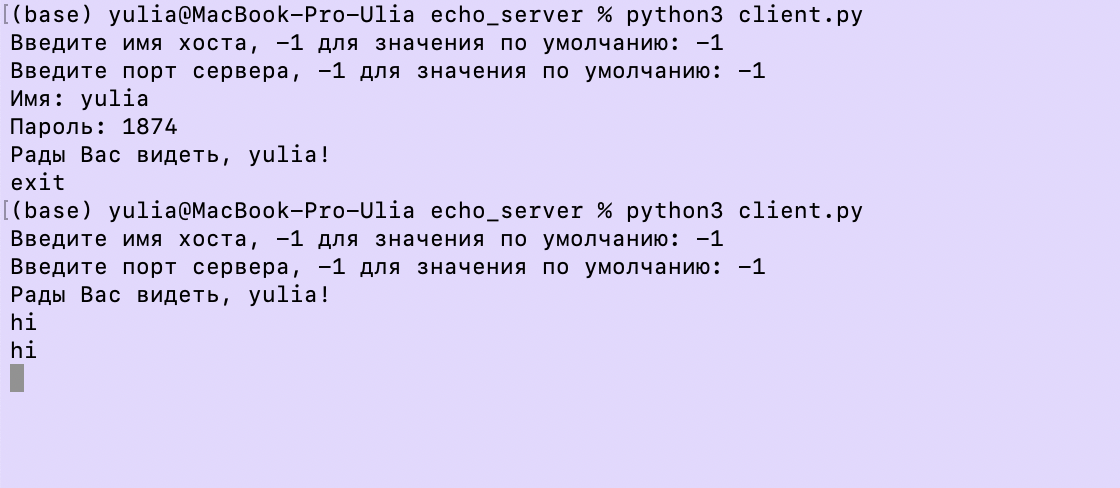 [(base) yulia@MacBook-Pro-Ulia echo_server % python3 client.py
Введите имя хоста, -1 для значения по умолчанию: -1
Введите порт сервера, -1 для значения по умолчанию: -1
Имя: yulia
Пароль: 1874
Рады Вас видеть, yulia!
exit
[(base) yulia@MacBook-Pro-Ulia echo_server % python3 client.py
Введите имя хоста, -1 для значения по умолчанию: -1
Введите порт сервера, -1 для значения по умолчанию: -1
Рады Вас видеть, yulia!
hi
hi